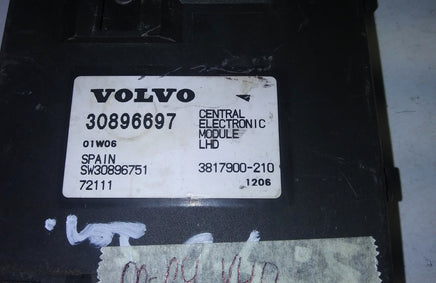 VOLVO
30896697
CENTRAL
ELECTRONIC
MODULE
LHD
01W06
SPAIN
SW30896751
3817900-210
72111
1206